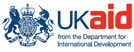 UKaid
from the Department for
International Development